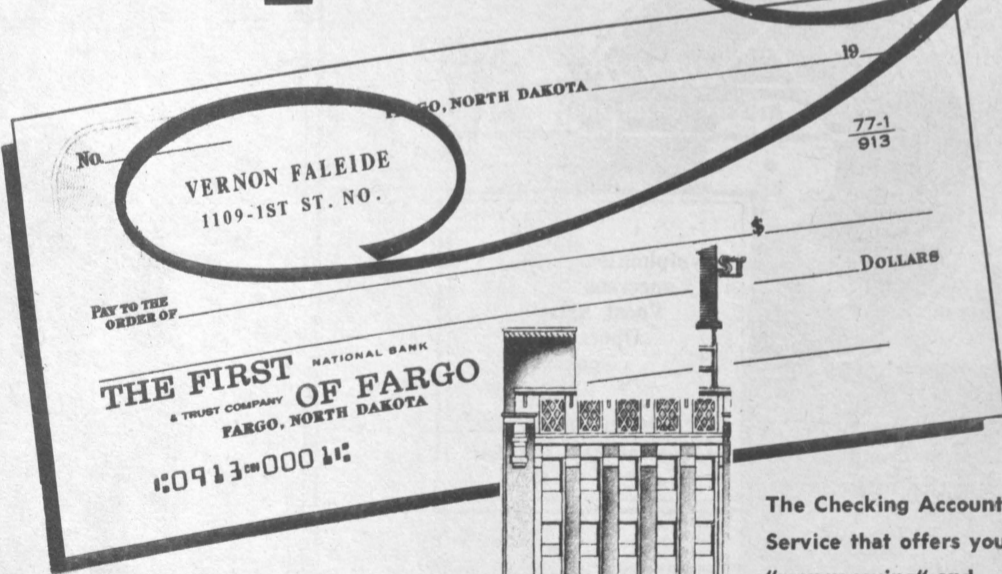 19
GO, NORTH DAKOTA
77-1
913
No.
VERNON FALEIDE
1109-1ST ST. NO.
$
1ST
DOLLARS
PAY TO THE
ORDER OF
THE FIRST NATIONAL BANK
& TRUST COMPANY OF FARGO
FARGO, NORTH DAKOTA
⑆0913⑉0001⑆
The Checking Account
Service that offers you